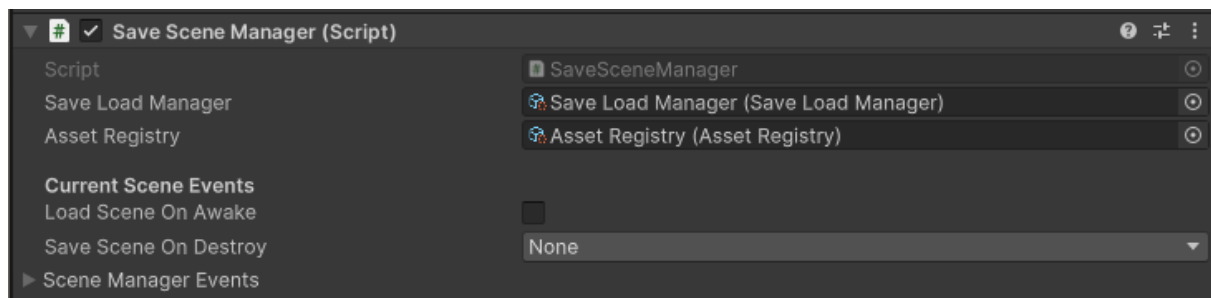 Save Scene Manager (Script)
Script SaveSceneManager
Save Load Manager Save Load Manager (Save Load Manager)
Asset Registry Asset Registry (Asset Registry)
Current Scene Events
Load Scene On Awake
Save Scene On Destroy None
Scene Manager Events